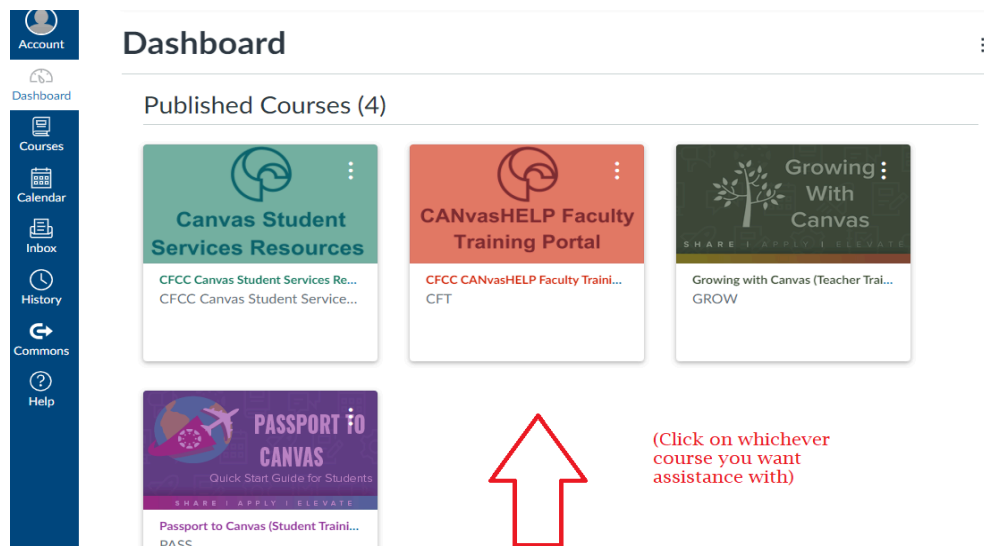 Account
Dashboard
Courses
Calendar
Inbox
History
Commons
Help
Dashboard
Published Courses (4)
Canvas Student
Services Resources
CFCC Canvas Student Services Re...
CFCC Canvas Student Service...
CANvasHELP Faculty
Training Portal
CFCC CANvasHELP Faculty Traini...
CFT
Growing
With
Canvas
SHARE | APPLY | ELEVATE
Growing with Canvas (Teacher Trai...
GROW
PASSPORT TO
CANVAS
Quick Start Guide for Students
SHARE | APPLY | ELEVATE
Passport to Canvas (Student Traini...
PASS
(Click on whichever
course you want
assistance with)